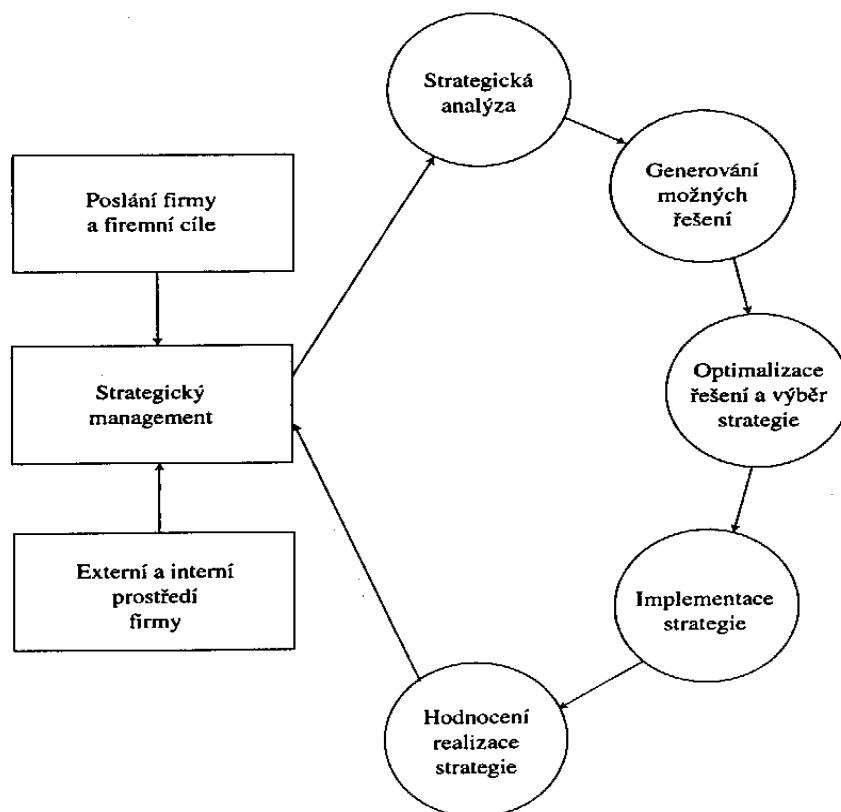 Strategická
analýza
Generování
možných
řešení
Poslání firmy
a firemní cíle
Optimalizace
řešení a výběr
strategie
Strategický
management
Externí a interní
prostředí
firmy
Implementace
strategie
Hodnocení
realizace
strategie